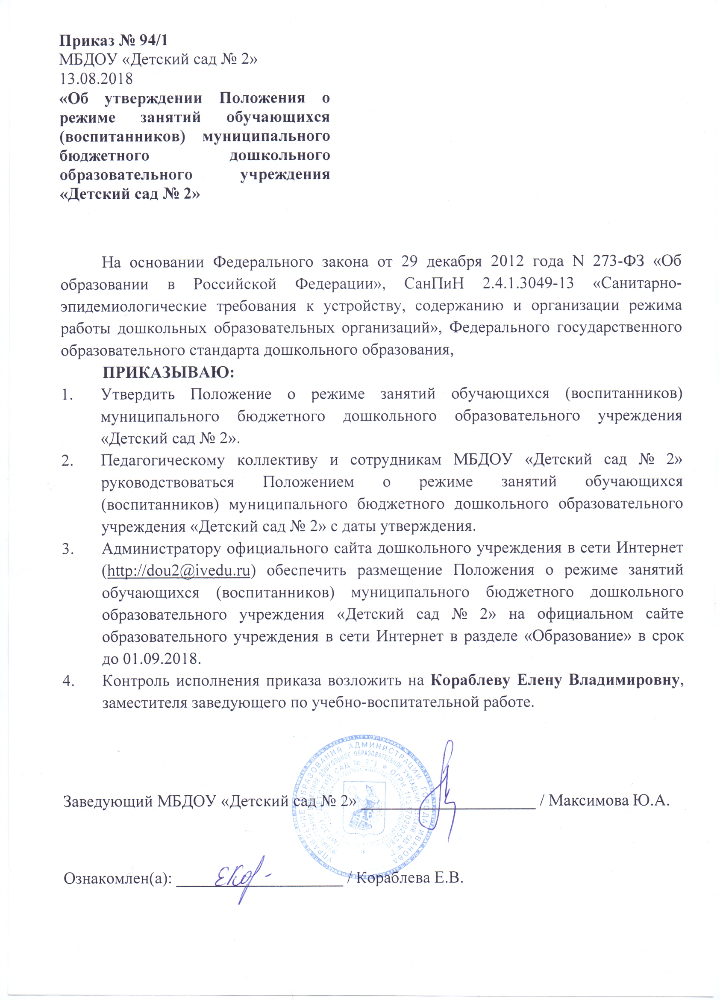 Приказ № 94/1
МБДОУ «Детский сад № 2»
13.08.2018
«Об утверждении Положения о
режиме занятий обучающихся
(воспитанников) муниципального
бюджетного дошкольного
образовательного учреждения
«Детский сад № 2»
На основании Федерального закона от 29 декабря 2012 года N 273-ФЗ «Об
образовании в Российской Федерации», СанПиН 2.4.1.3049-13 «Санитарно-
эпидемиологические требования к устройству, содержанию и организации режима
работы дошкольных образовательных организаций», Федерального государственного
образовательного стандарта дошкольного образования,
ПРИКАЗЫВАЮ:
1. Утвердить Положение о режиме занятий обучающихся (воспитанников)
муниципального бюджетного дошкольного образовательного учреждения
«Детский сад № 2».
2. Педагогическому коллективу и сотрудникам МБДОУ «Детский сад № 2»
руководствоваться Положением о режиме занятий обучающихся
(воспитанников) муниципального бюджетного дошкольного образовательного
учреждения «Детский сад № 2» с даты утверждения.
3. Администратору официального сайта дошкольного учреждения в сети Интернет
(http://dou2@ivedu.ru) обеспечить размещение Положения о режиме занятий
обучающихся (воспитанников) муниципального бюджетного дошкольного
образовательного учреждения «Детский сад № 2» на официальном сайте
образовательного учреждения в сети Интернет в разделе «Образование» в срок
до 01.09.2018.
4. Контроль исполнения приказа возложить на Кораблеву Елену Владимировну,
заместителя заведующего по учебно-воспитательной работе.
УПРАВЛЕНИЕ ОБРАЗОВАНИЯ АДМИНИСТРАЦИИ ГОРОДА ИВАНОВА
МУНИЦИПАЛЬНОЕ БЮДЖЕТНОЕ ДОШКОЛЬНОЕ ОБРАЗОВАТЕЛЬНОЕ УЧРЕЖДЕНИЕ "ДЕТСКИЙ САД № 2"
(МБДОУ "ДЕТСКИЙ САД № 2") * ОГРН 113702025380
Заведующий МБДОУ «Детский сад № 2» / Максимова Ю.А.
Ознакомлен(а): ЕКор- / Кораблева Е.В.